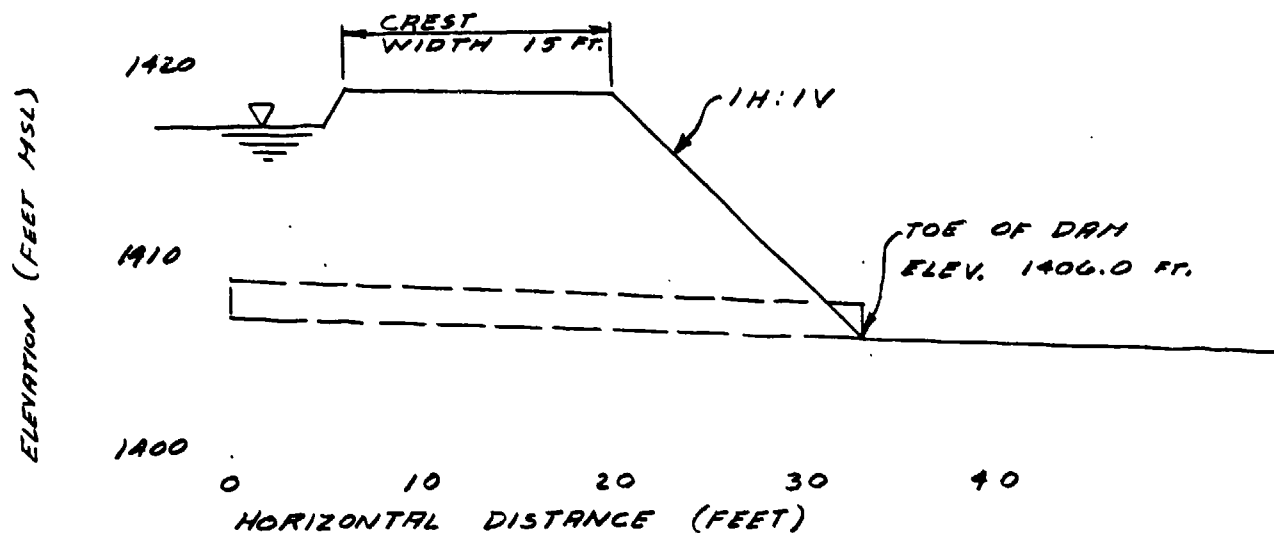 CREST
WIDTH 15 FT.
1420
1H:1V
TOE OF DAM
ELEV. 1406.0 FT.
1410
1400
ELEVATION (FEET MSL)
0 10 20 30 40
HORIZONTAL DISTANCE (FEET)